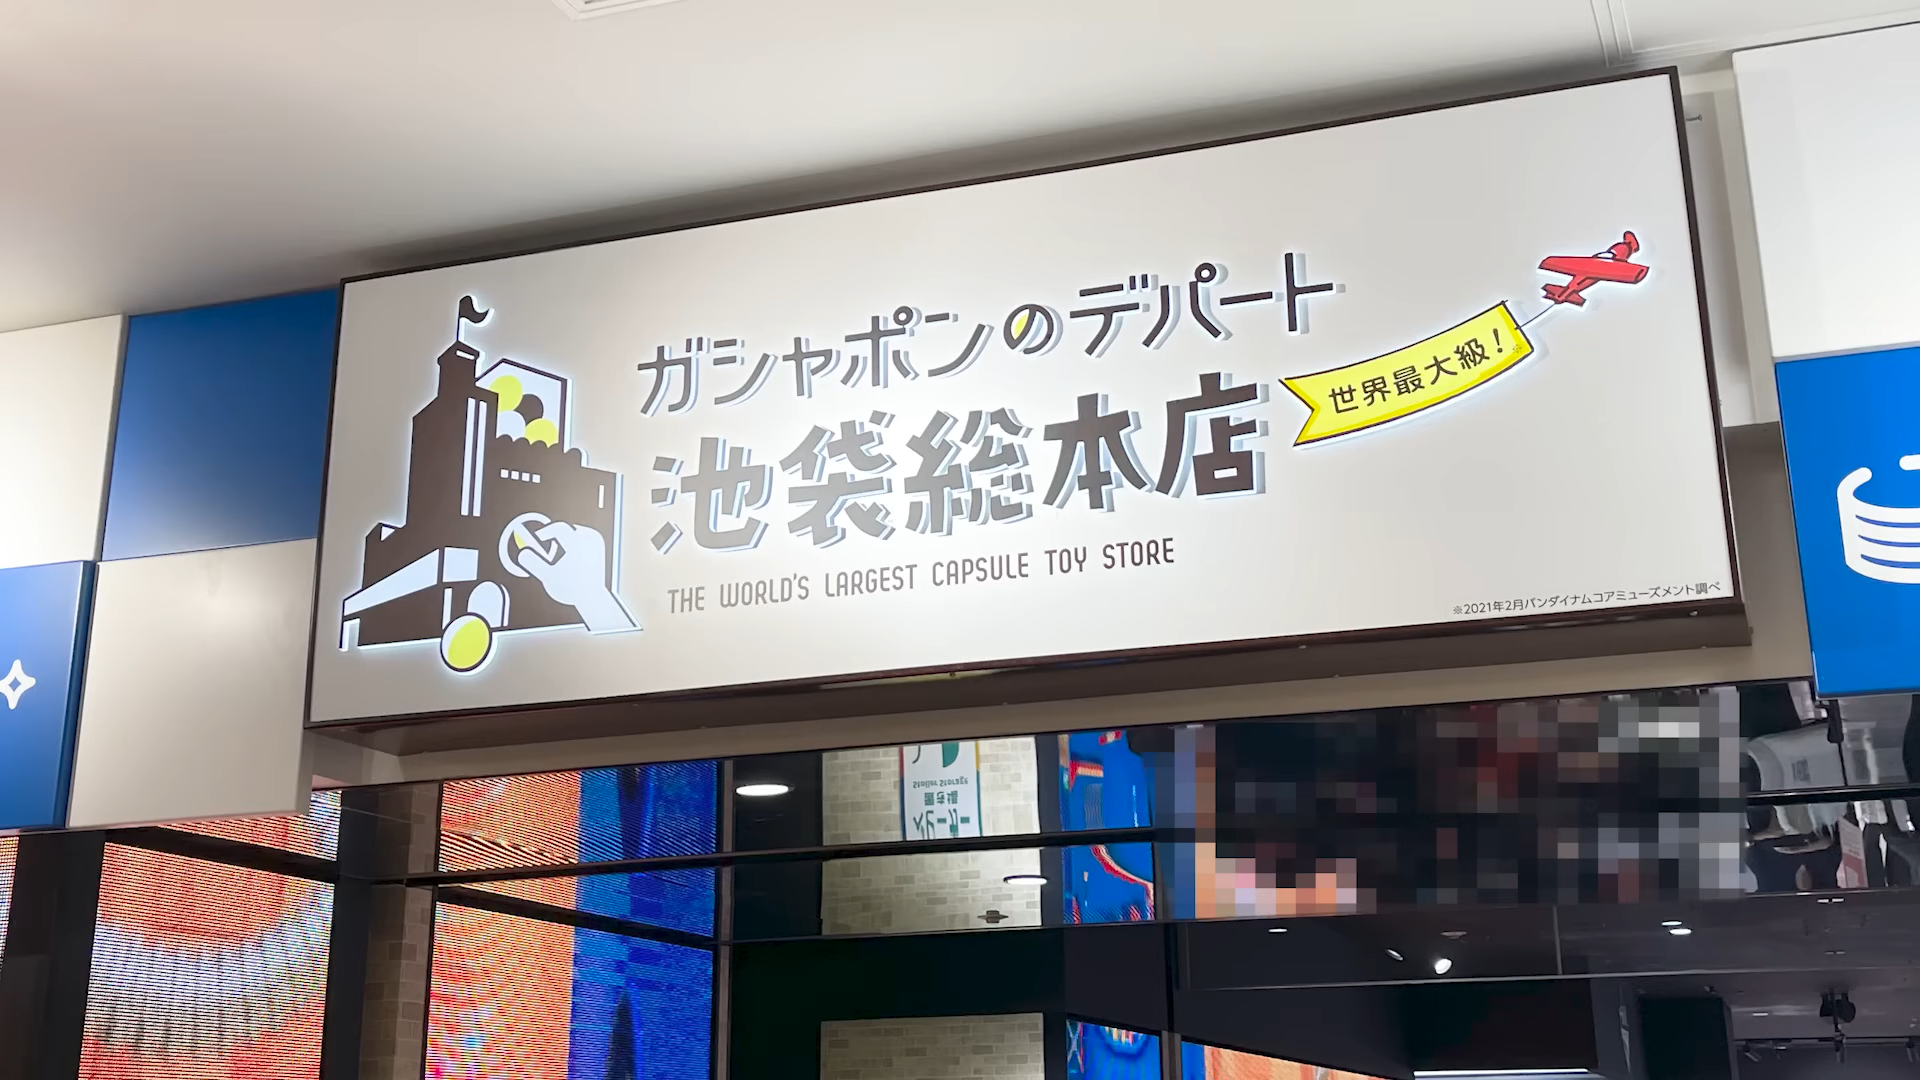 ガシャポンのデパート
池袋総本店
世界最大級!※
THE WORLD'S LARGEST CAPSULE TOY STORE
※2021年2月バンダイナムコアミューズメント調べ